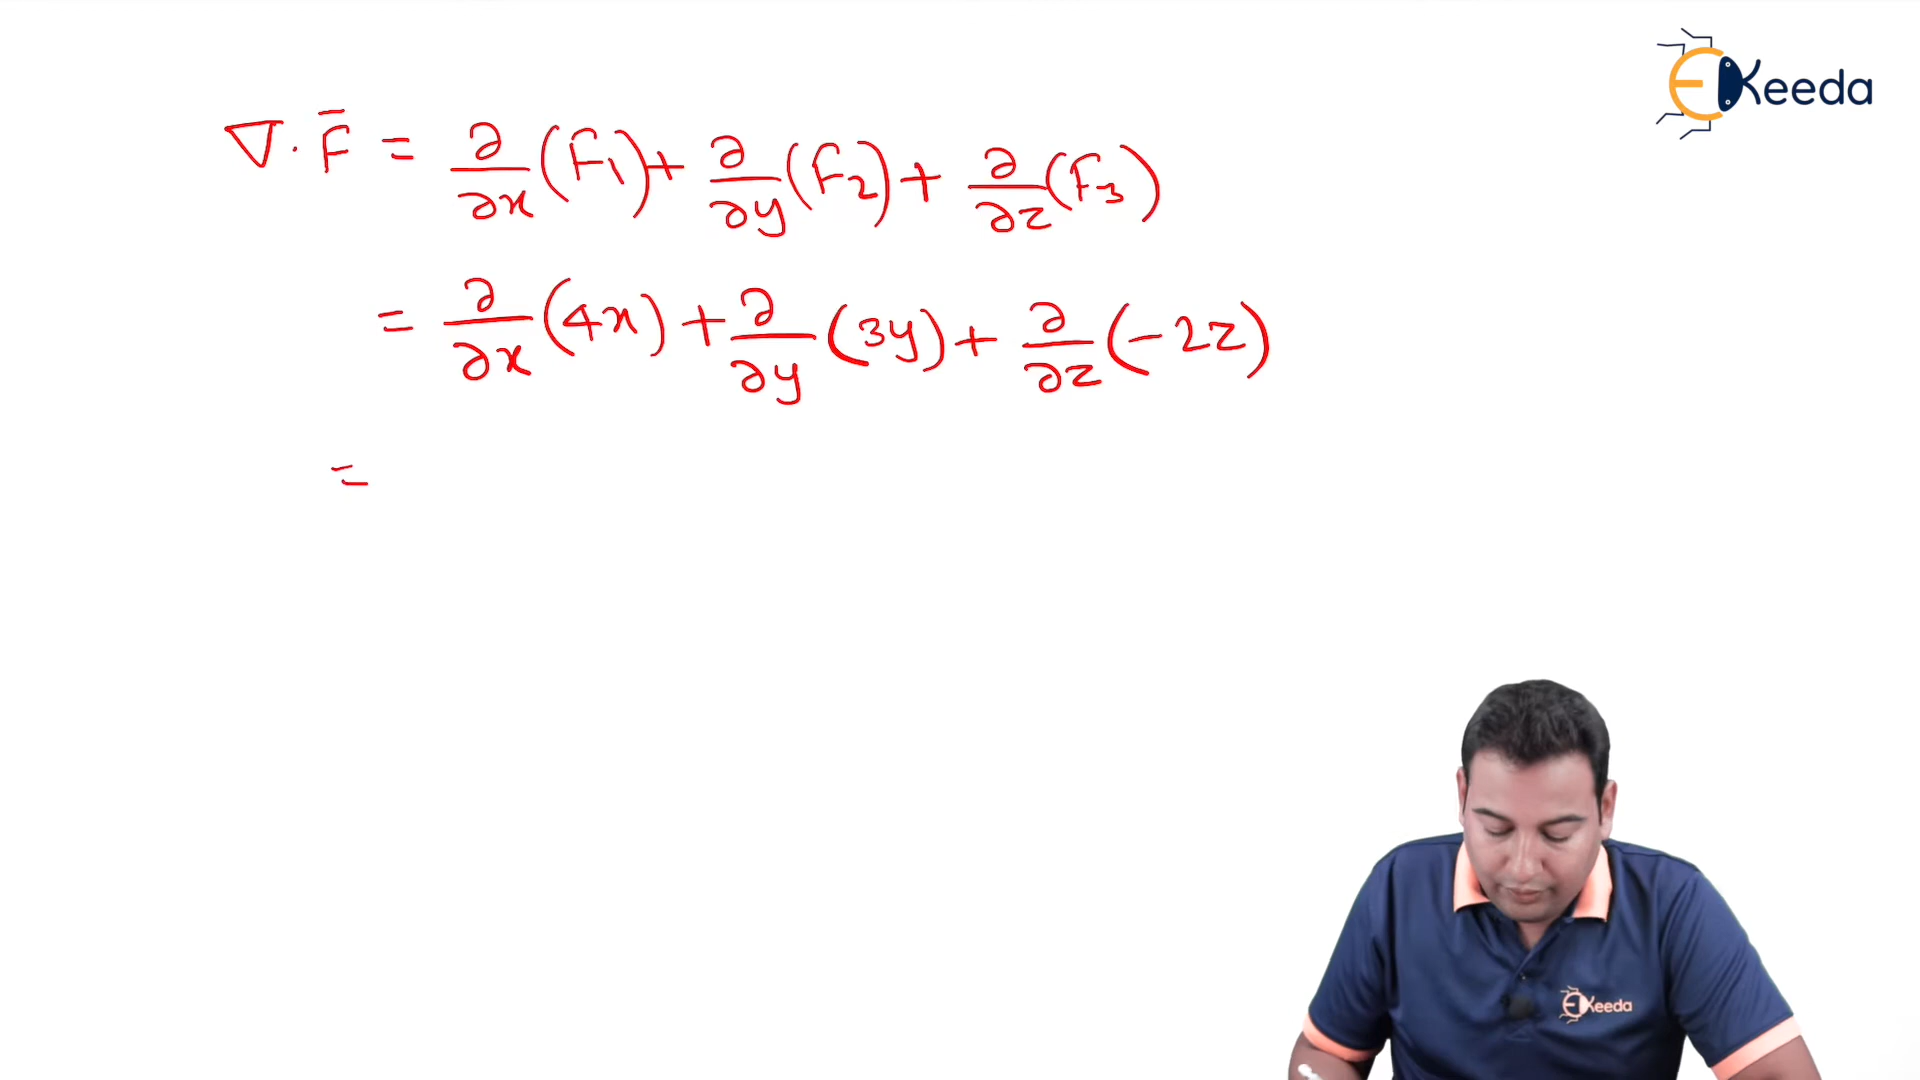 EKeeda
∇·F̄ = ∂/∂x (F₁) + ∂/∂y (F₂) + ∂/∂z (F₃)
= ∂/∂x (4x) + ∂/∂y (3y) + ∂/∂z (-2z)
=
EKeeda